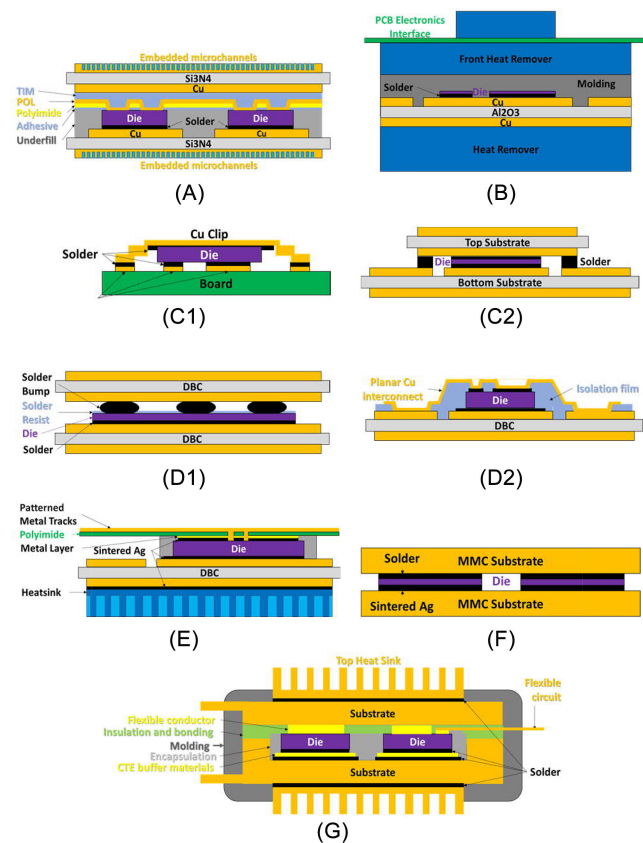 Embedded microchannels
Si3N4
Cu
TIM
POL
Polyimide
Adhesive
Underfill
Die
Solder
Die
Cu
Cu
Si3N4
Embedded microchannels
(A)
PCB Electronics
Interface
Front Heat Remover
Solder
Die
Molding
Cu
Al2O3
Cu
Heat Remover
(B)
Cu Clip
Solder
Die
Board
(C1)
Top Substrate
Die
Solder
Bottom Substrate
(C2)
Solder
Bump
DBC
Solder
Resist
Die
Solder
DBC
(D1)
Planar Cu
interconnect
Isolation film
Die
DBC
(D2)
Patterned
Metal Tracks
Polyimide
Metal Layer
Sintered Ag
Die
DBC
Heatsink
(E)
Solder
MMC Substrate
Die
Sintered Ag
MMC Substrate
(F)
Top Heat Sink
Flexible
circuit
Substrate
Flexible conductor
Insulation and bonding
Molding
Encapsulation
CTE buffer materials
Die
Die
Substrate
Solder
(G)